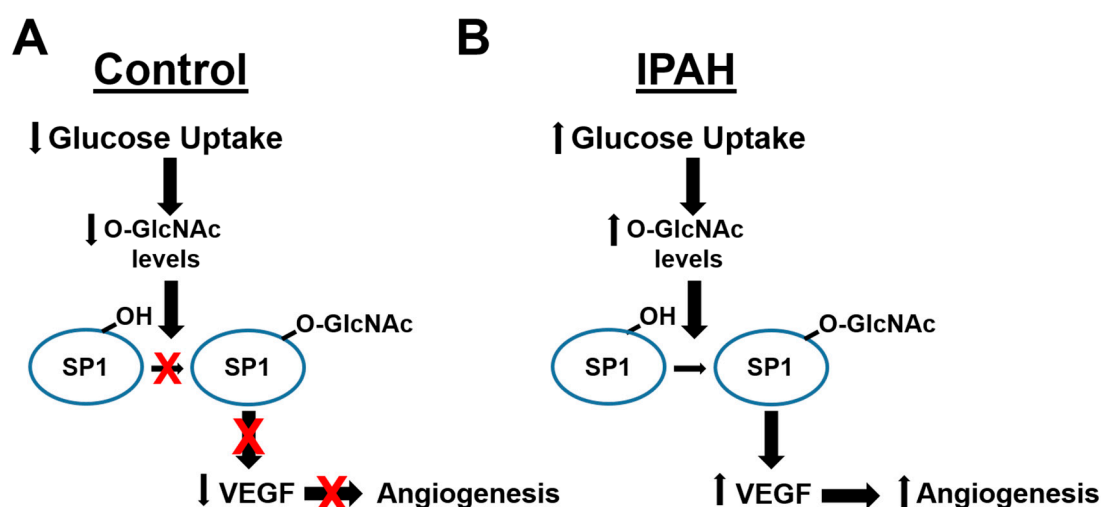 A
Control
↓ Glucose Uptake
↓ O-GlcNAc
levels
OH
O-GlcNAc
SP1
X
SP1
X
↓ VEGF X Angiogenesis
B
IPAH
↑ Glucose Uptake
↑ O-GlcNAc
levels
OH
O-GlcNAc
SP1
SP1
↑ VEGF ↑ Angiogenesis